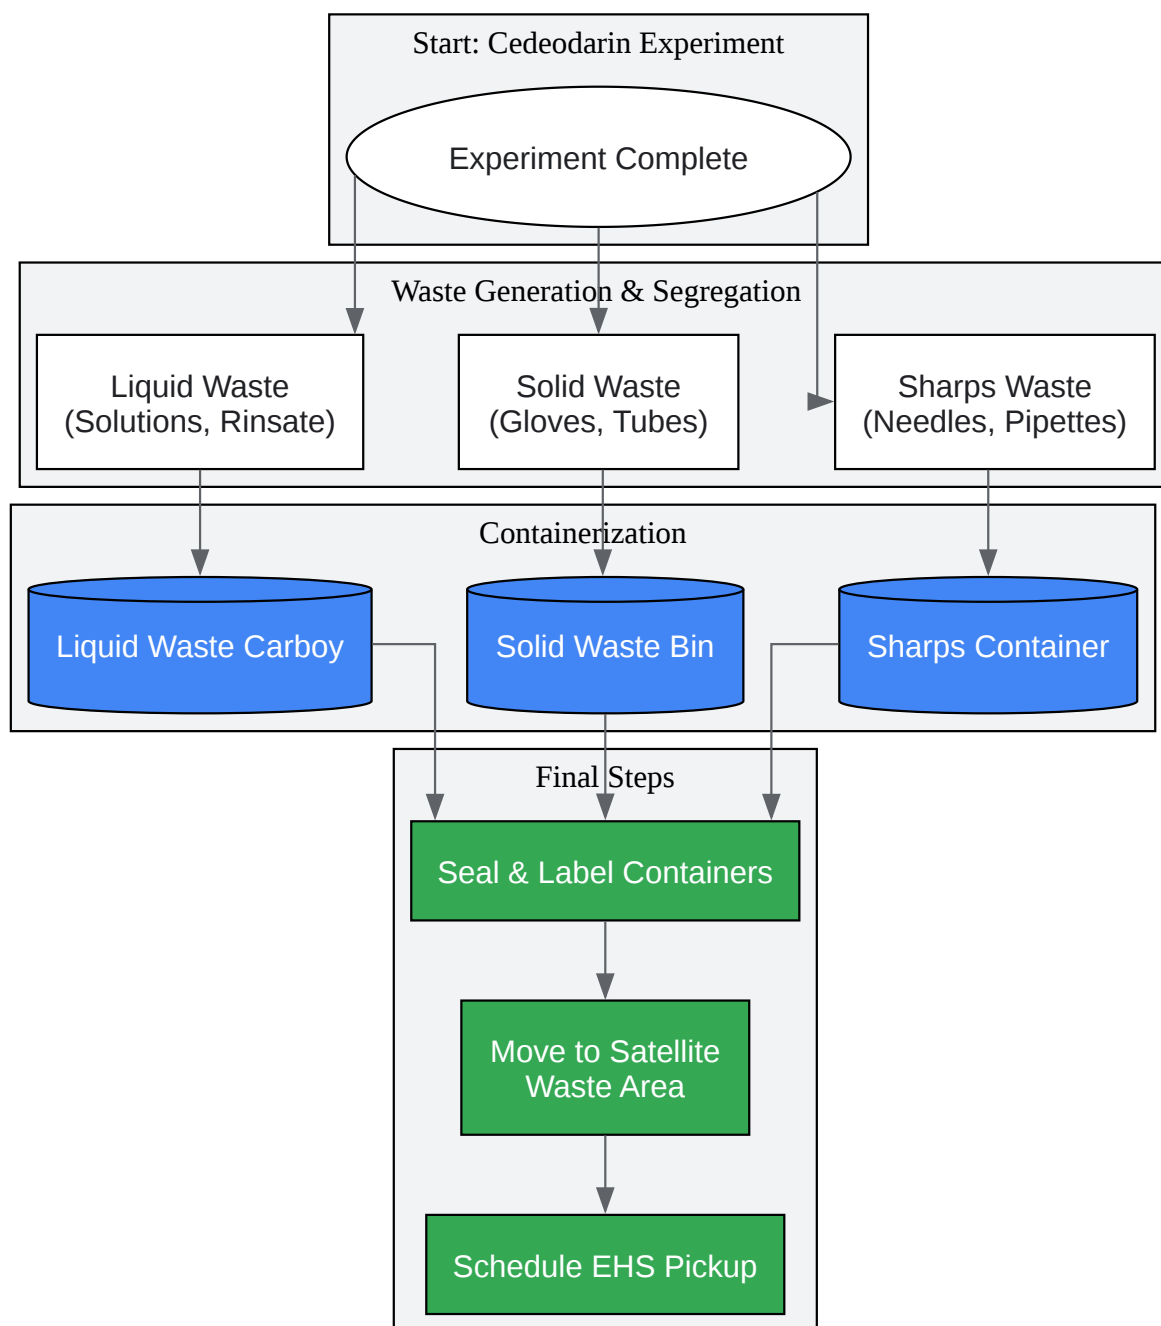 Start: Cedeodarin Experiment
Experiment Complete
Waste Generation & Segregation
Liquid Waste
(Solutions, Rinsate)
Solid Waste
(Gloves, Tubes)
Sharps Waste
(Needles, Pipettes)
Containerization
Liquid Waste Carboy
Solid Waste Bin
Sharps Container
Final Steps
Seal & Label Containers
Move to Satellite
Waste Area
Schedule EHS Pickup